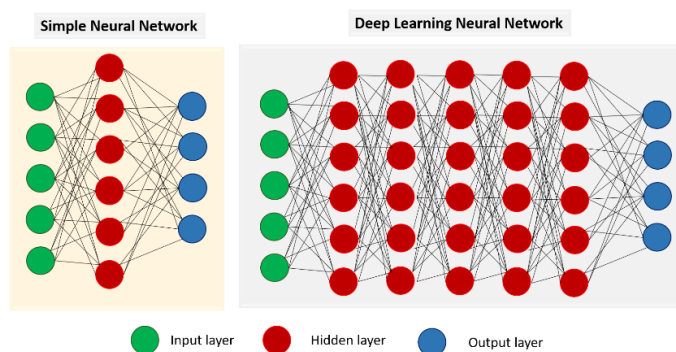 Simple Neural Network
Deep Learning Neural Network
Input layer
Hidden layer
Output layer